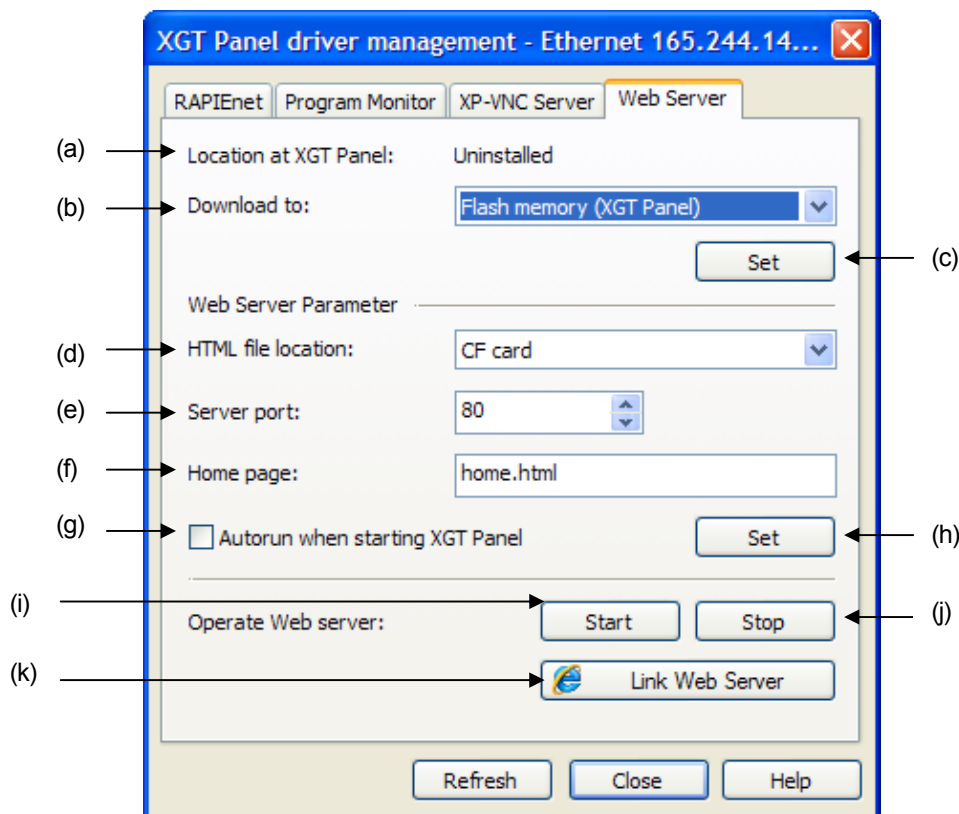 XGT Panel driver management - Ethernet 165.244.14...
RAPIEnet Program Monitor XP-VNC Server Web Server
(a) Location at XGT Panel: Uninstalled
(b) Download to: Flash memory (XGT Panel)
Set (c)
Web Server Parameter
(d) HTML file location: CF card
(e) Server port: 80
(f) Home page: home.html
(g) Autorun when starting XGT Panel Set (h)
(i) Operate Web server: Start Stop (j)
(k) Link Web Server
Refresh Close Help